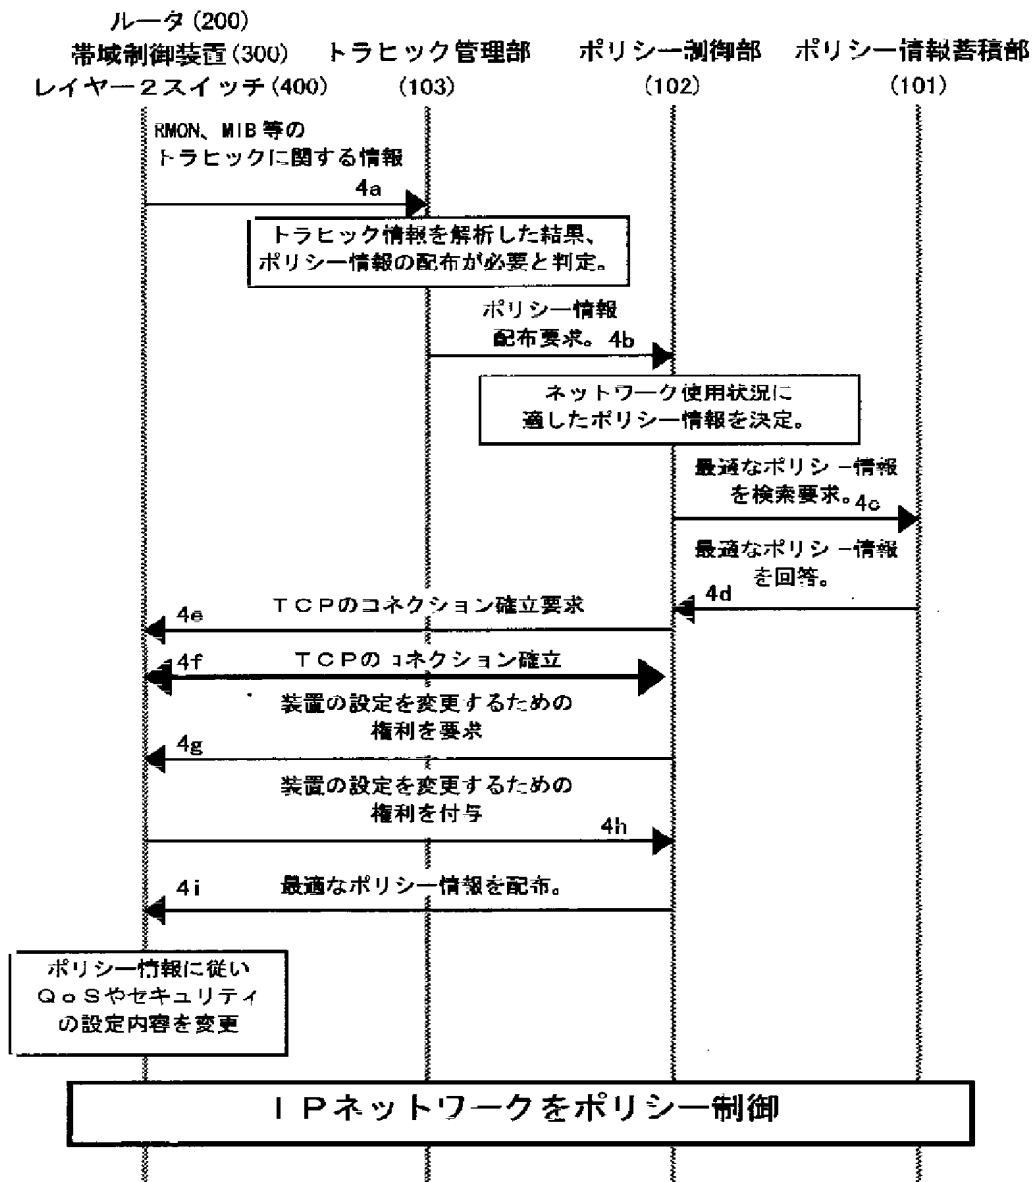 ルータ(200)
帯域制御装置(300)
レイヤー2スイッチ(400)
トラヒック管理部
(103)
ポリシー制御部
(102)
ポリシー情報蓄積部
(101)
RMON、MIB等の
トラヒックに関する情報
4a
トラヒック情報を解析した結果、
ポリシー情報の配布が必要と判定。
ポリシー情報
配布要求。 4b
ネットワーク使用状況に
適したポリシー情報を決定。
最適なポリシー情報
を検索要求。 4c
最適なポリシー情報
を回答。
4d
4e TCPのコネクション確立要求
4f TCPのコネクション確立
装置の設定を変更するための
権利を要求
4g
装置の設定を変更するための
権利を付与
4h
4i 最適なポリシー情報を配布。
ポリシー情報に従い
QoSやセキュリティ
の設定内容を変更
IPネットワークをポリシー制御